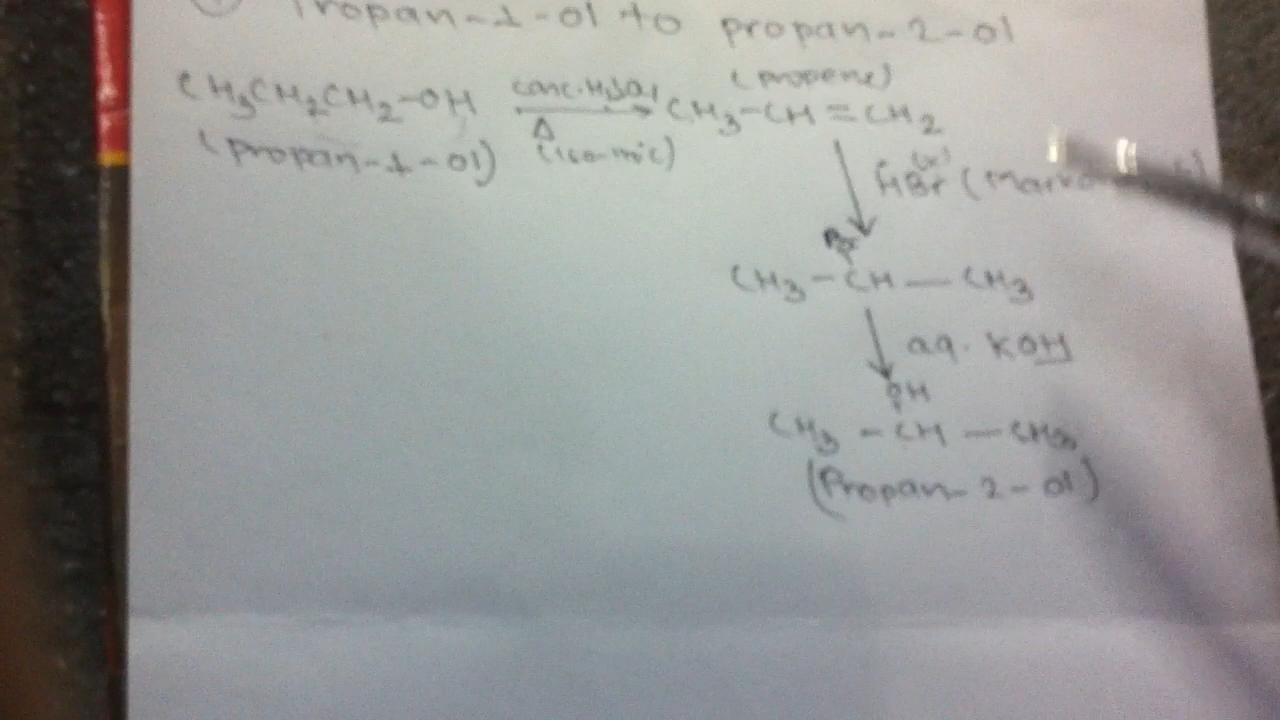 Propan-1-ol to propan-2-ol
(propene)
CH3CH2CH2-OH conc. H2SO4 CH3-CH=CH2
Δ
(propan-1-ol)
HBr
Br
CH3-CH-CH3
aq. KOH
OH
CH3-CH-CH3
(Propan-2-ol)